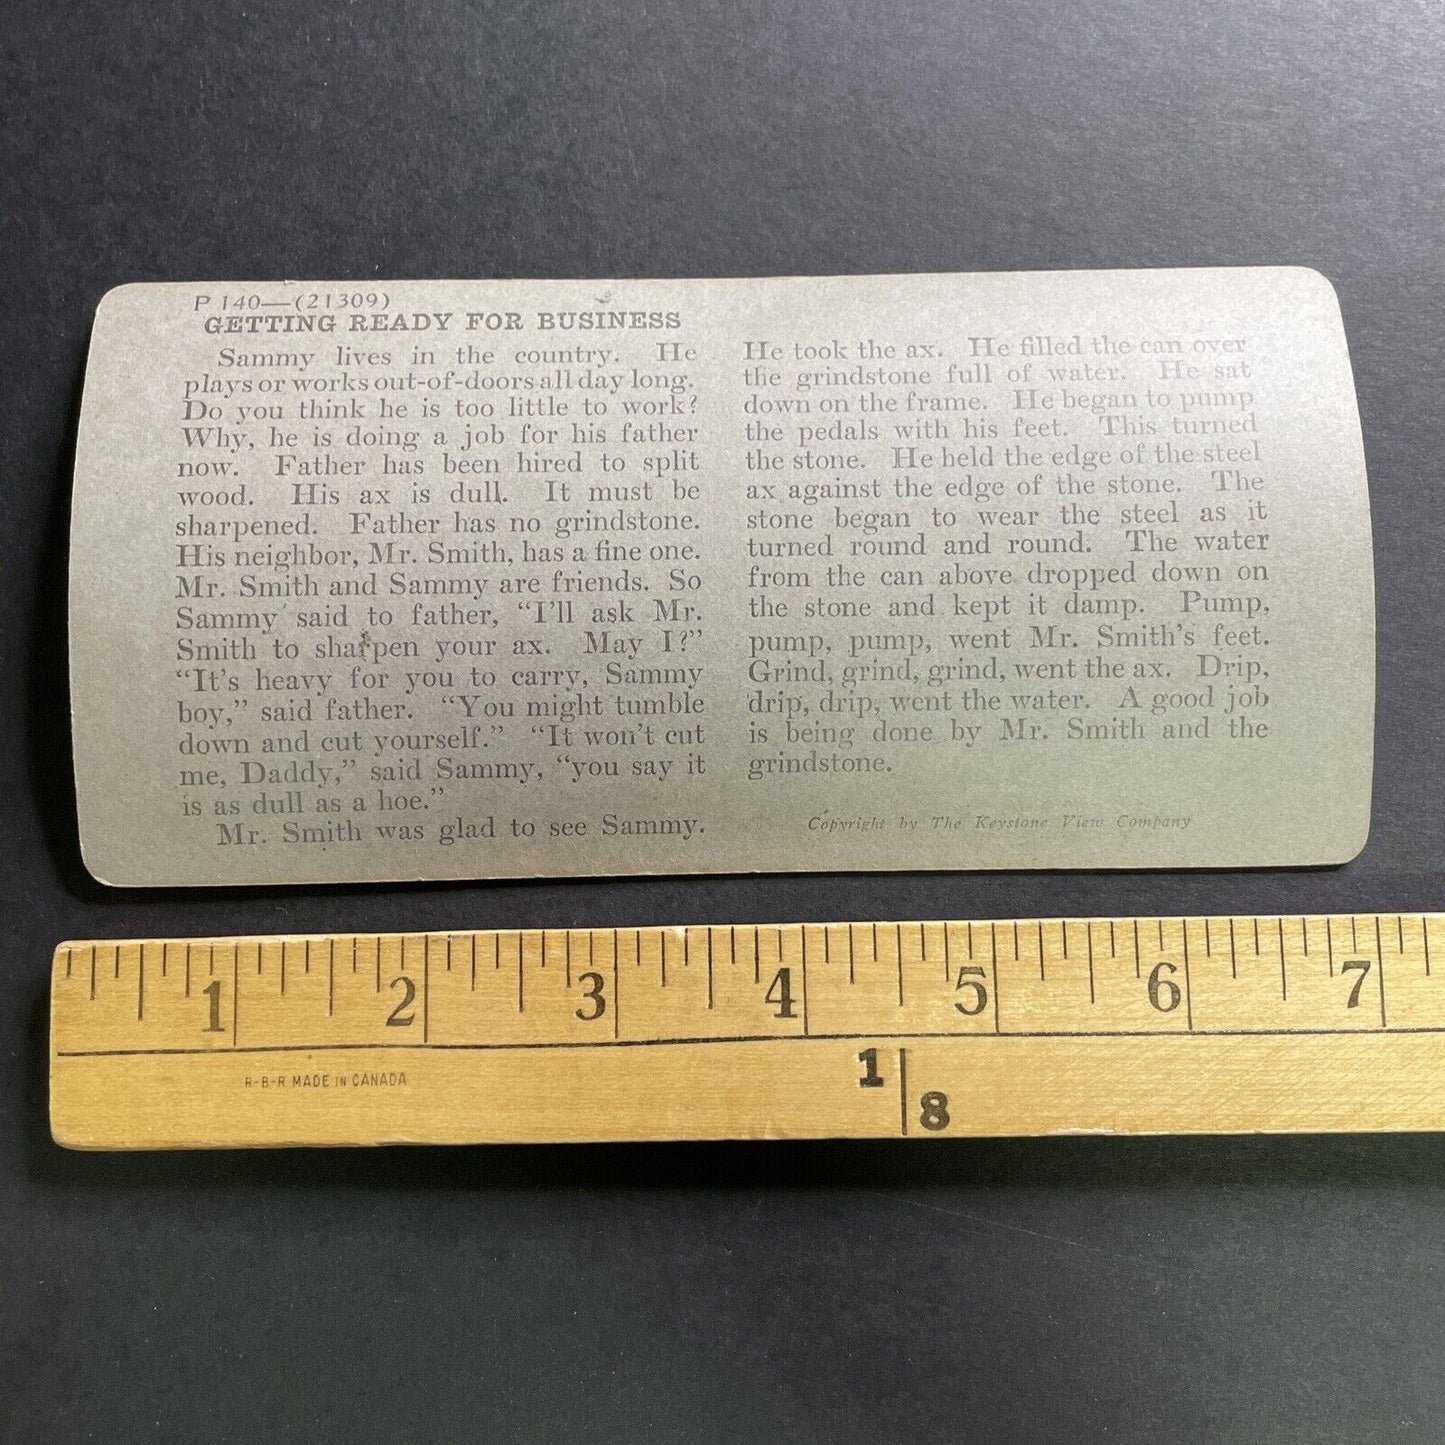 P 140—(21309)
GETTING READY FOR BUSINESS
Sammy lives in the country. He
plays or works out-of-doors all day long.
Do you think he is too little to work?
Why, he is doing a job for his father
now. Father has been hired to split
wood. His ax is dull. It must be
sharpened. Father has no grindstone.
His neighbor, Mr. Smith, has a fine one.
Mr. Smith and Sammy are friends. So
Sammy said to father, “I’ll ask Mr.
Smith to sharpen your ax. May I?”
“It’s heavy for you to carry, Sammy
boy,” said father. “You might tumble
down and cut yourself.” “It won’t cut
me, Daddy,” said Sammy, “you say it
is as dull as a hoe.”
Mr. Smith was glad to see Sammy.
He took the ax. He filled the can over
the grindstone full of water. He sat
down on the frame. He began to pump
the pedals with his feet. This turned
the stone. He held the edge of the steel
ax against the edge of the stone. The
stone began to wear the steel as it
turned round and round. The water
from the can above dropped down on
the stone and kept it damp. Pump,
pump, pump, went Mr. Smith’s feet.
Grind, grind, grind, went the ax. Drip,
drip, drip, went the water. A good job
is being done by Mr. Smith and the
grindstone.
Copyright by The Keystone View Company
1 2 3 4 5 6 7
R-B-R MADE IN CANADA
1 8